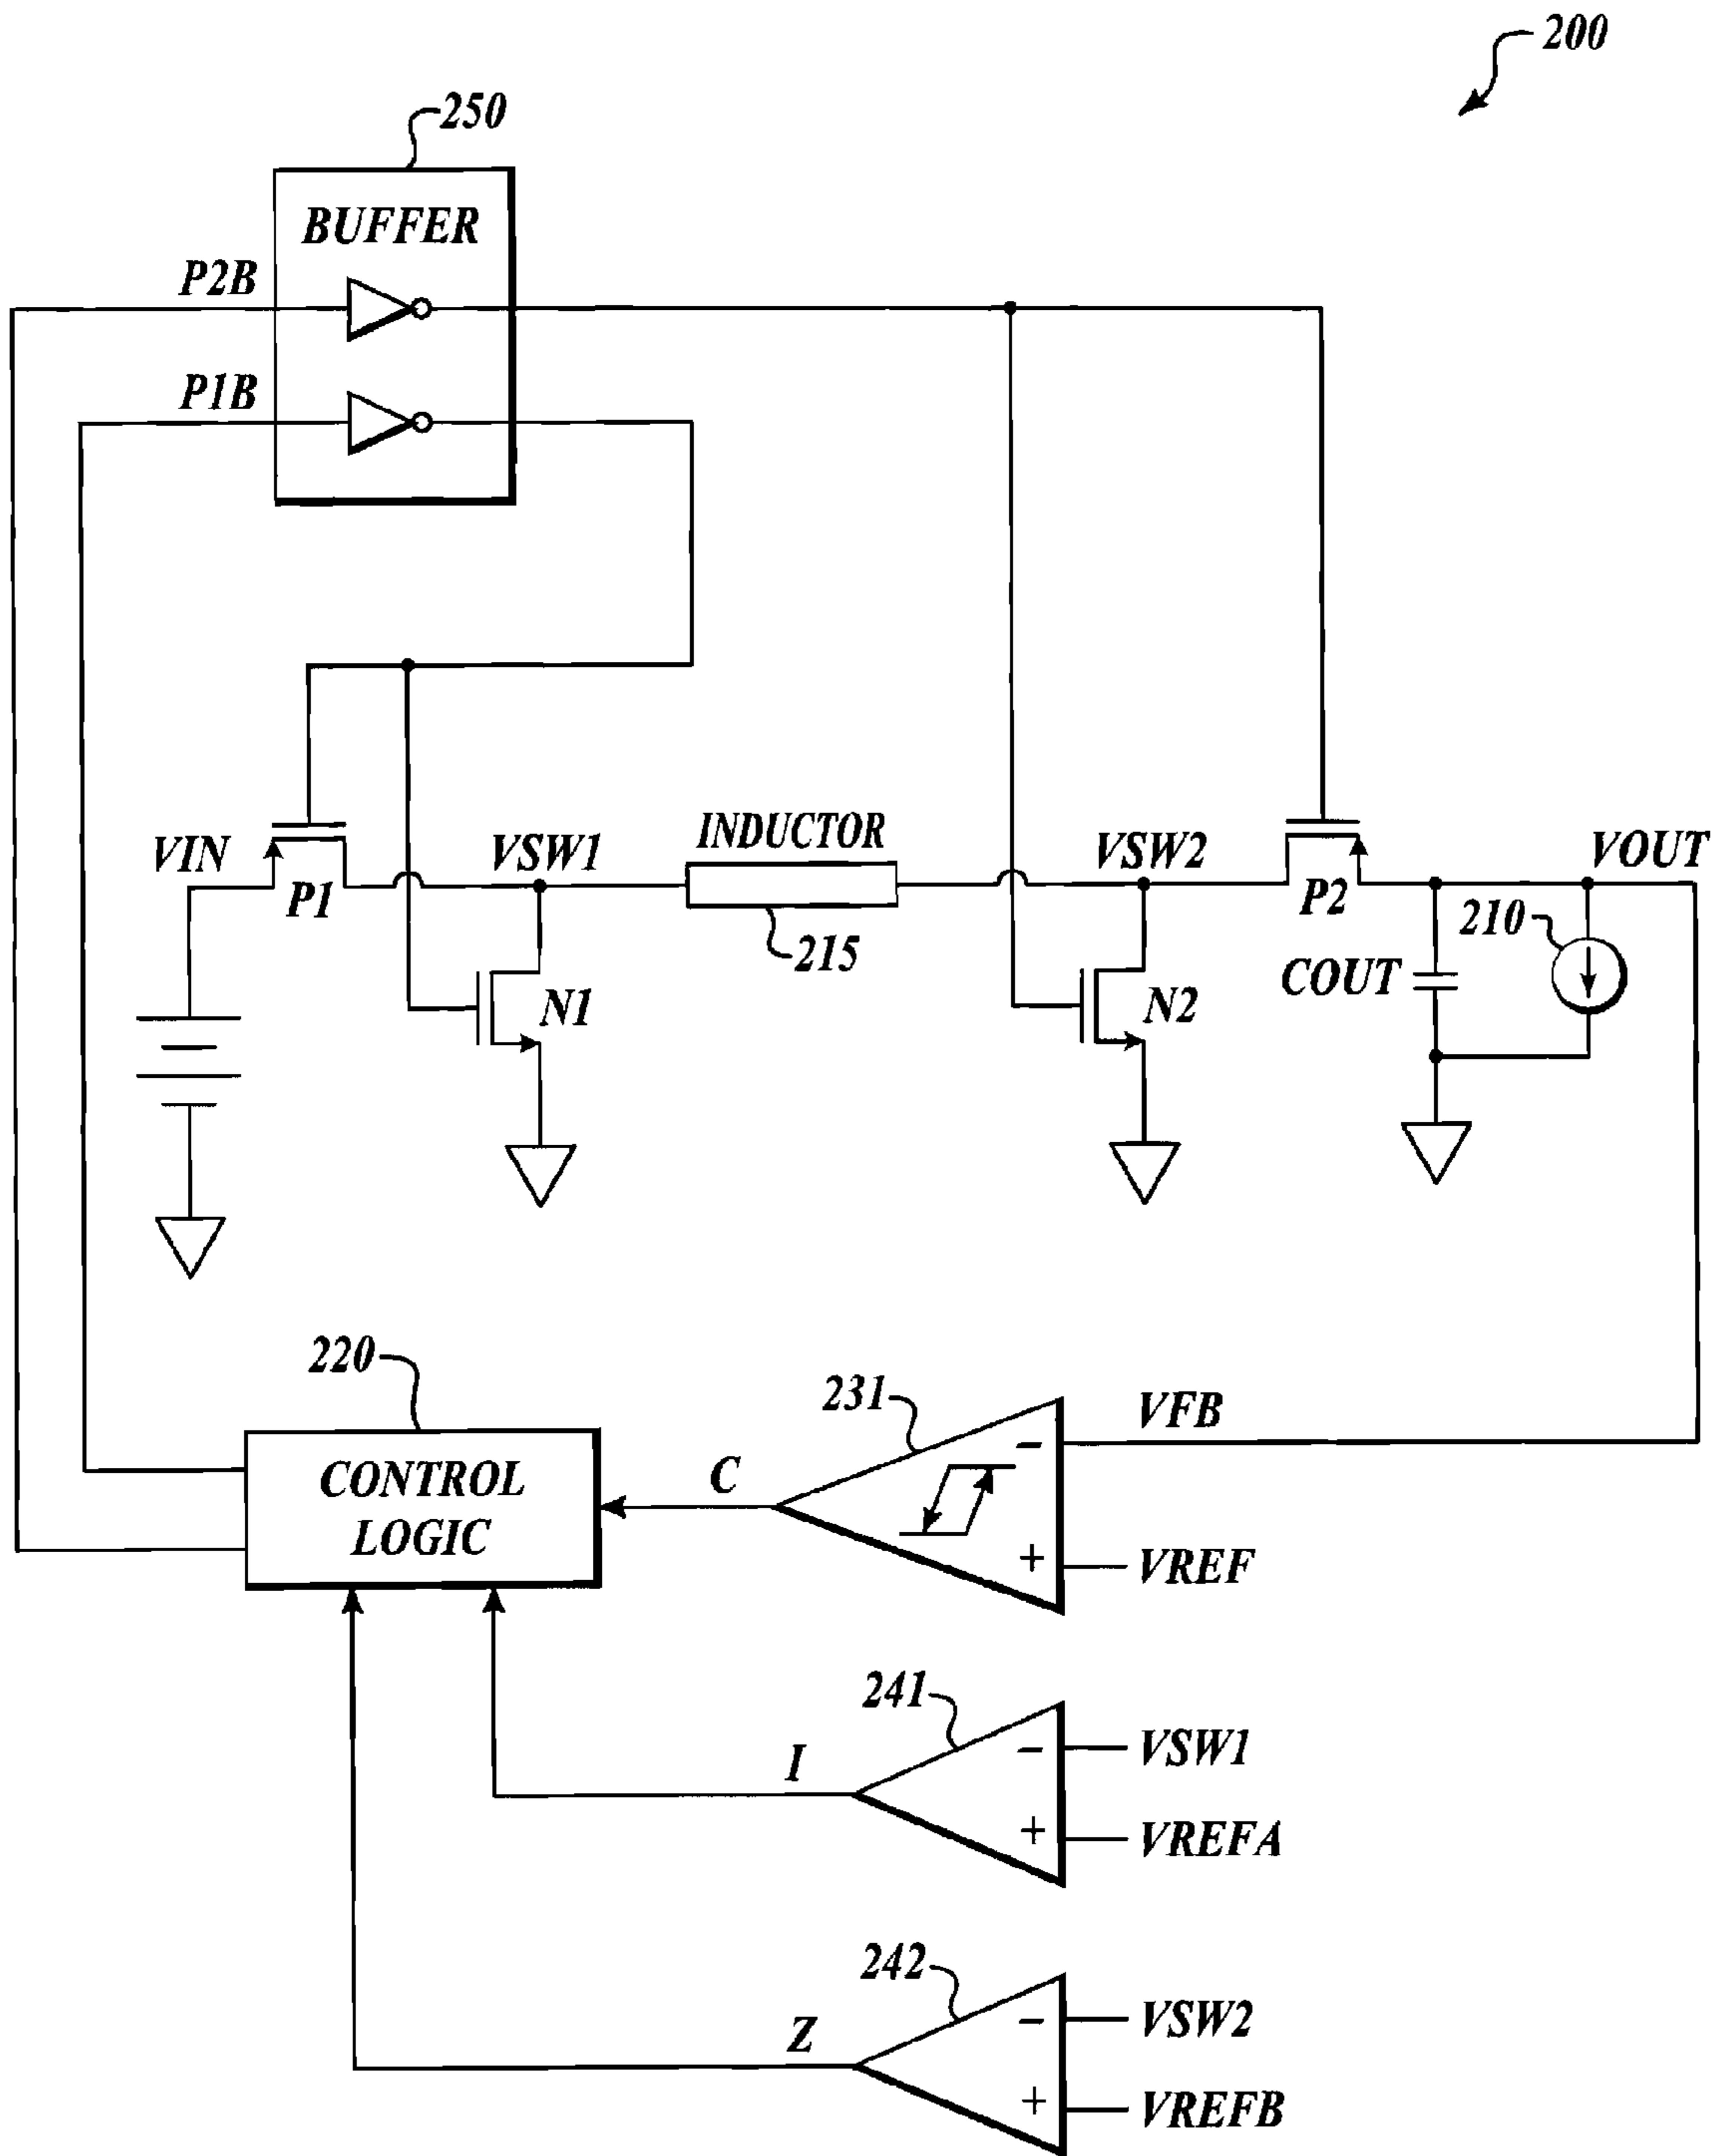 200
250
BUFFER
P2B
P1B
VIN
P1
VSW1
INDUCTOR
215
N1
VSW2
N2
P2
VOUT
210
COUT
220
CONTROL
LOGIC
C
231
-
+
VFB
VREF
I
241
-
+
VSW1
VREFA
Z
242
-
+
VSW2
VREFB